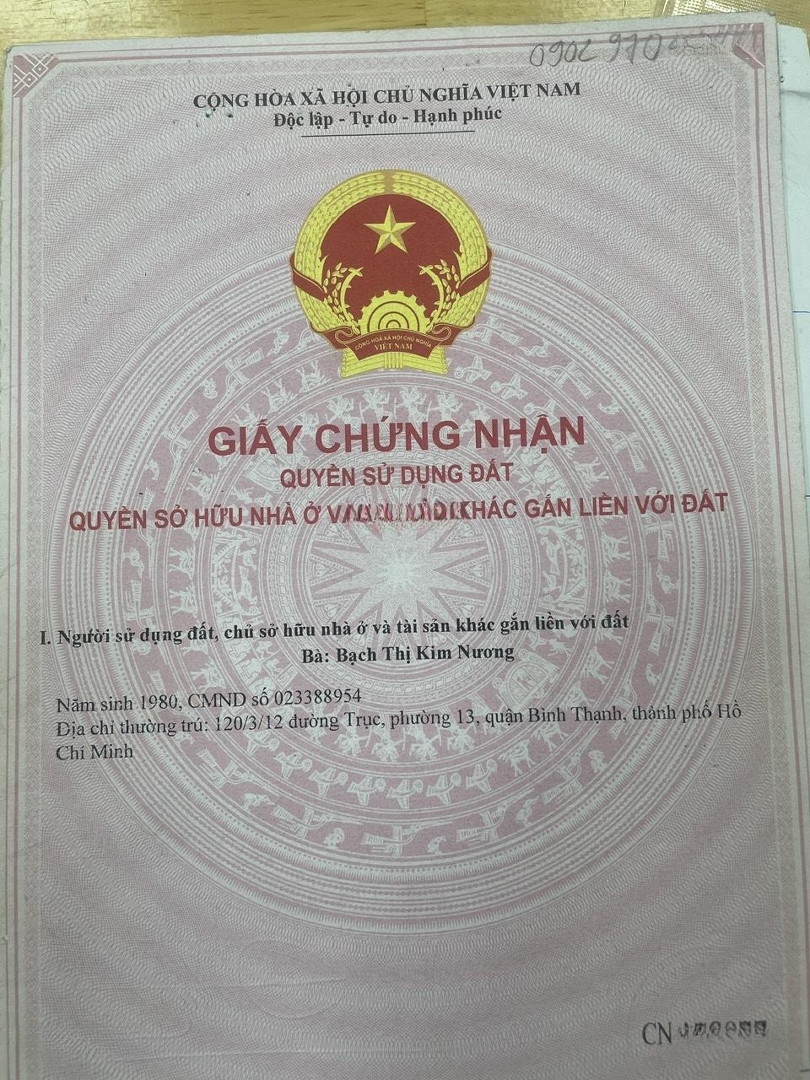 0902 970
CỘNG HÒA XÃ HỘI CHỦ NGHĨA VIỆT NAM
Độc lập - Tự do - Hạnh phúc
CỘNG HOÀ XÃ HỘI CHỦ NGHĨA
VIỆT NAM
GIẤY CHỨNG NHẬN
QUYỀN SỬ DỤNG ĐẤT
QUYỀN SỞ HỮU NHÀ Ở KHÁC GẮN LIỀN VỚI ĐẤT
I. Người sử dụng đất, chủ sở hữu nhà ở và tài sản khác gắn liền với đất
Bà: Bạch Thị Kim Nương
Năm sinh 1980, CMND số 023388954
Địa chỉ thường trú: 120/3/12 đường Trục, phường 13, quận Bình Thạnh, thành phố Hồ
Chí Minh
CN